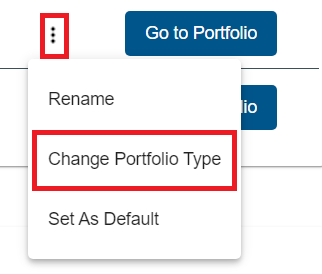 Go to Portfolio
Rename
lio
Change Portfolio Type
Set As Default